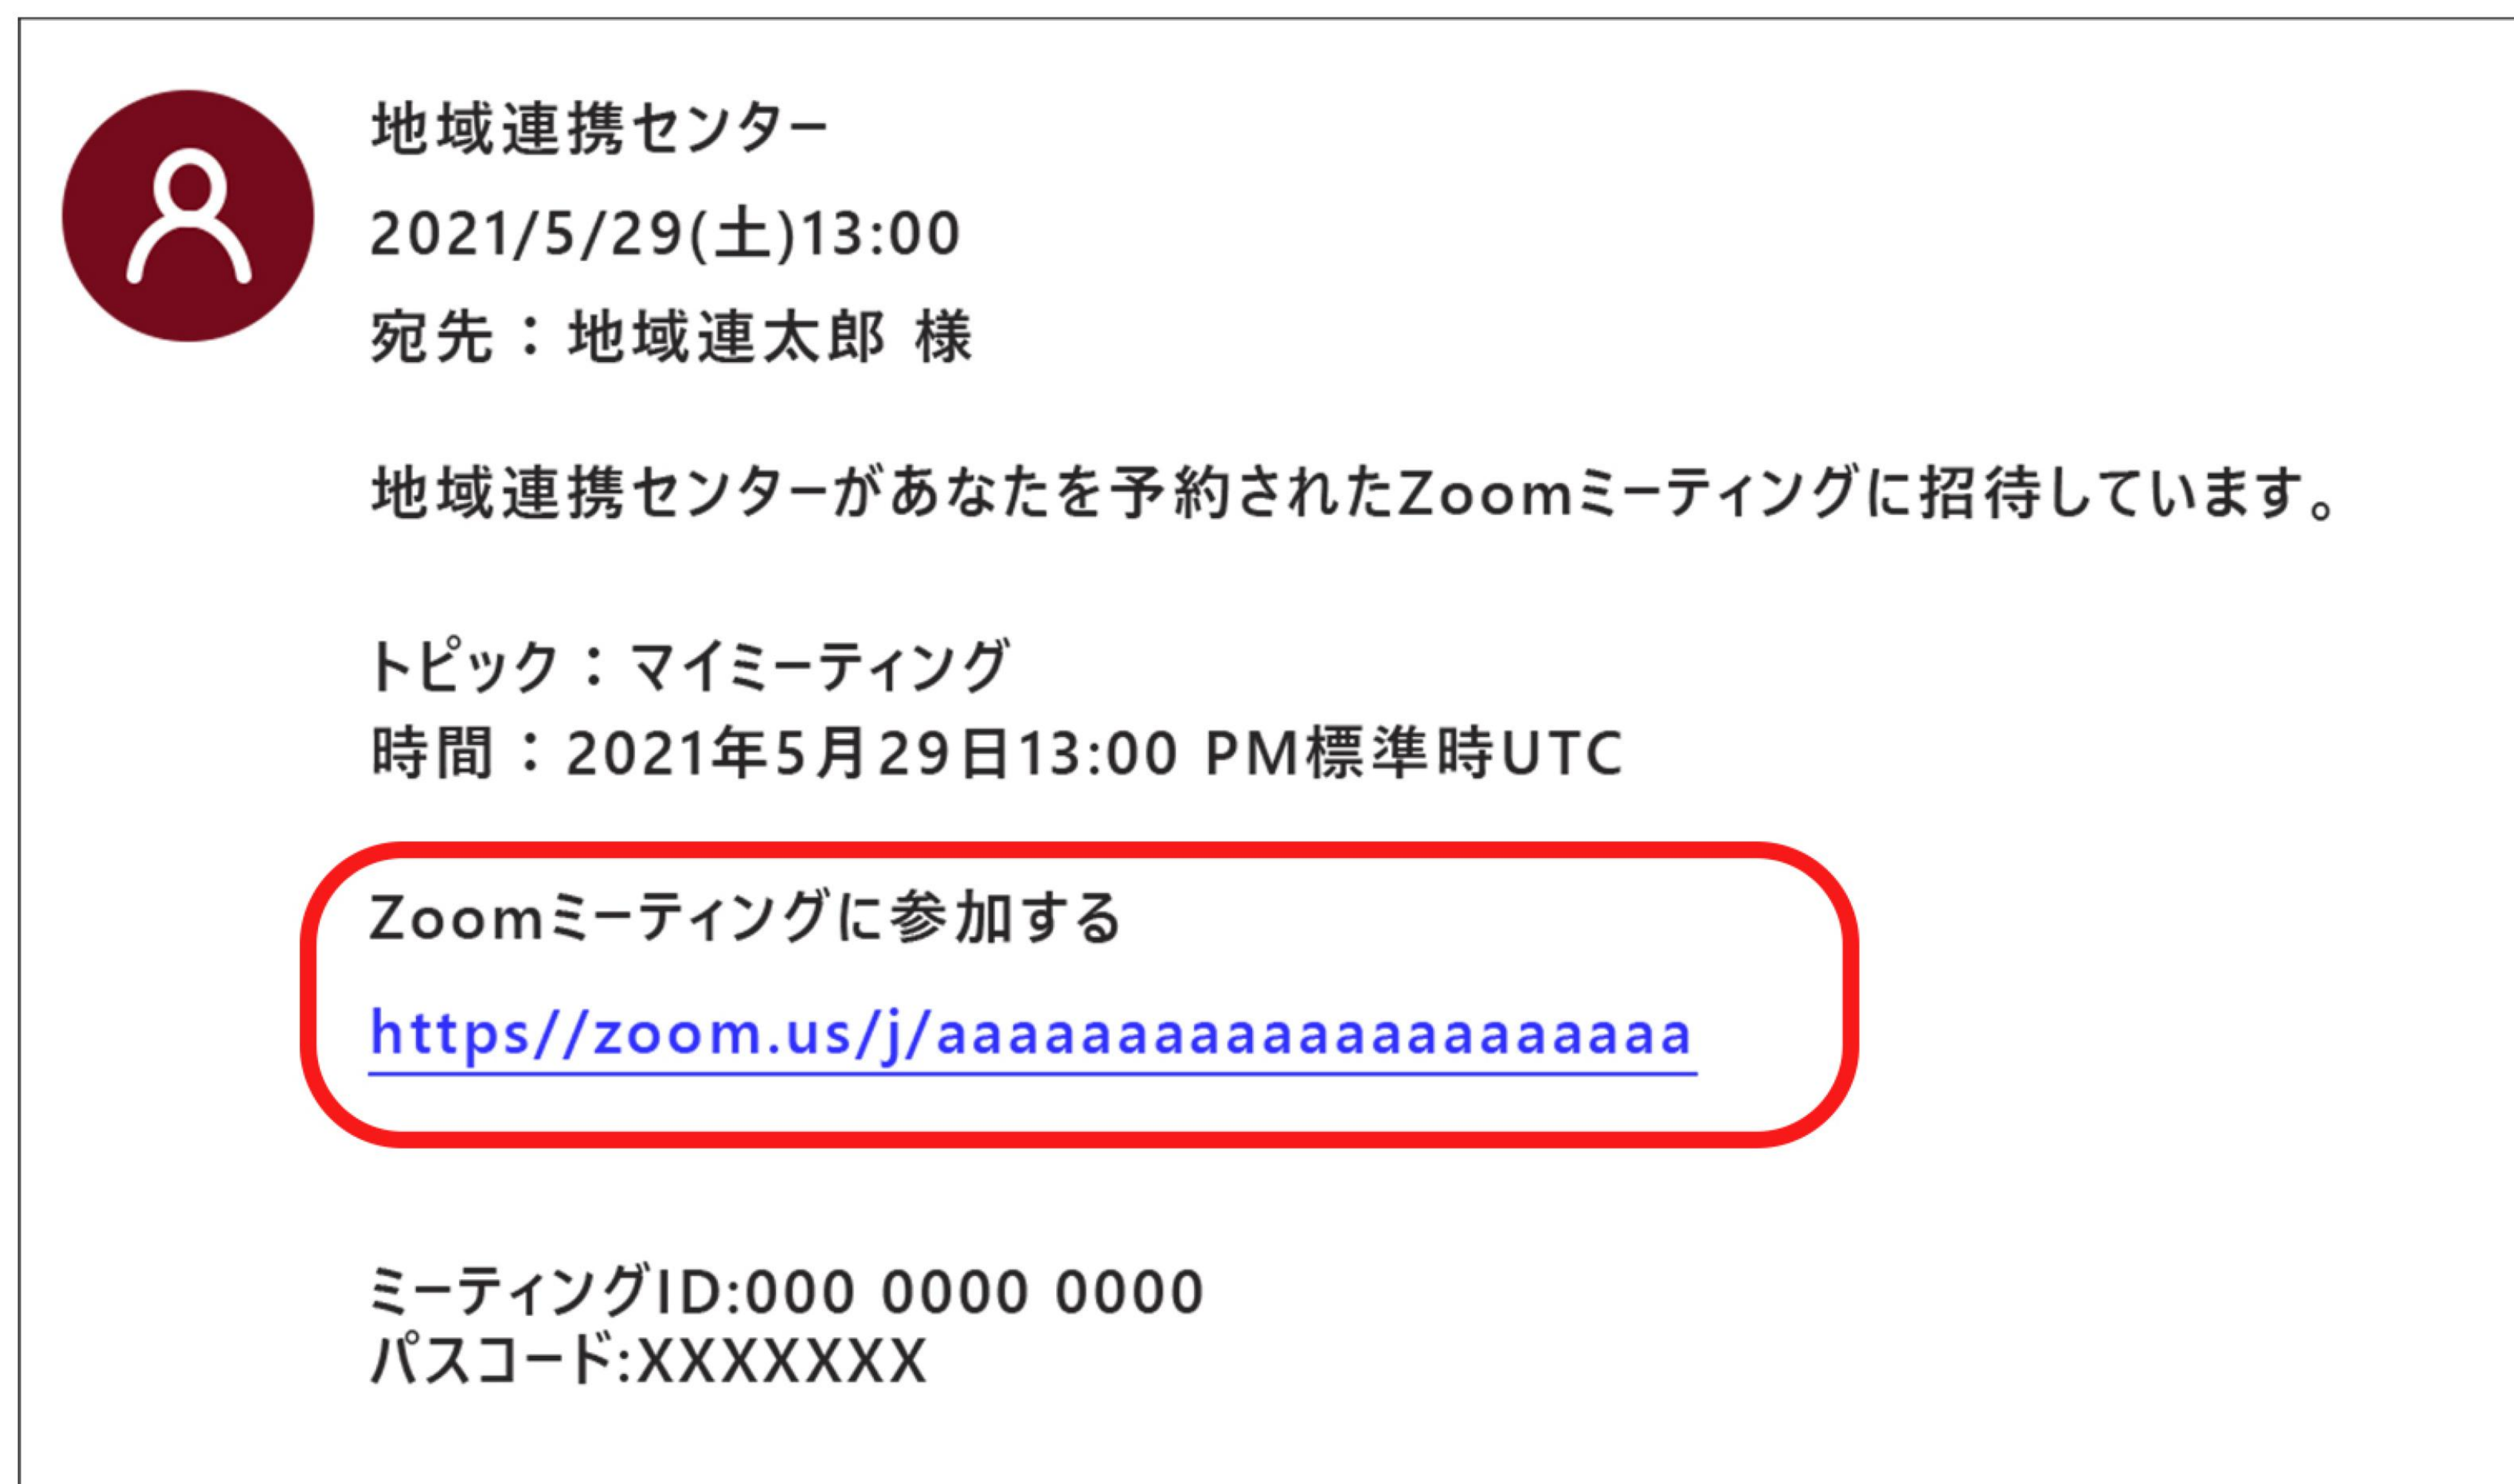 地域連携センター
2021/5/29(土)13:00
宛先：地域連太郎 様
地域連携センターがあなたを予約されたZoomミーティングに招待しています。
トピック：マイミーティング
時間：2021年5月29日13:00 PM標準時UTC
Zoomミーティングに参加する
https//zoom.us/j/aaaaaaaaaaaaaaaaaaaaa
ミーティングID:000 0000 0000
パスコード:XXXXXXX